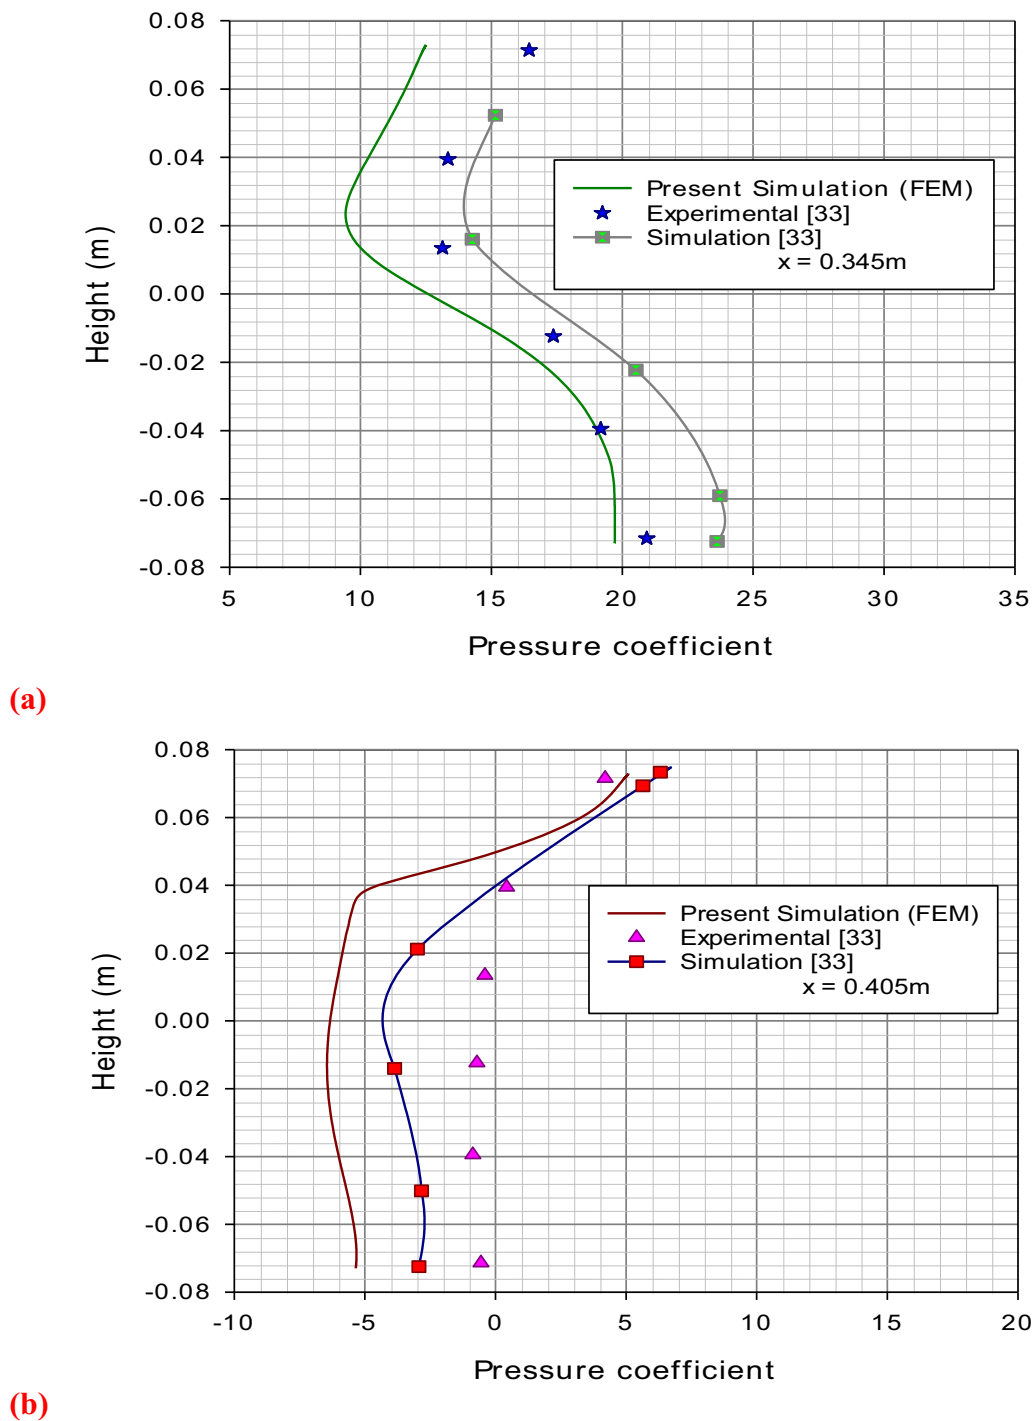 0.08
0.06
0.04
0.02
0.00
-0.02
-0.04
-0.06
-0.08
Height (m)
Present Simulation (FEM)
Experimental [33]
Simulation [33]
x = 0.345m
5 10 15 20 25 30 35
Pressure coefficient
(a)
0.08
0.06
0.04
0.02
0.00
-0.02
-0.04
-0.06
-0.08
Height (m)
Present Simulation (FEM)
Experimental [33]
Simulation [33]
x = 0.405m
-10 -5 0 5 10 15 20
Pressure coefficient
(b)